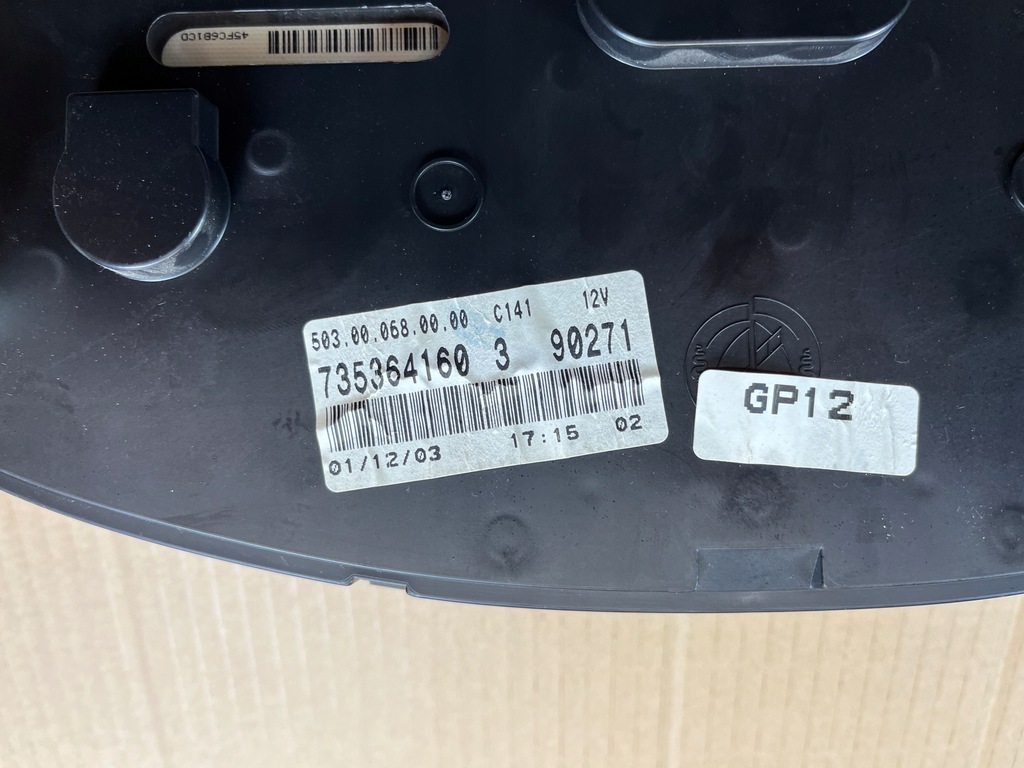 45FC6B1CD
503.00.068.00.00 C141 12V
735364160 3 90271
01/12/03 17:15 02
GP12